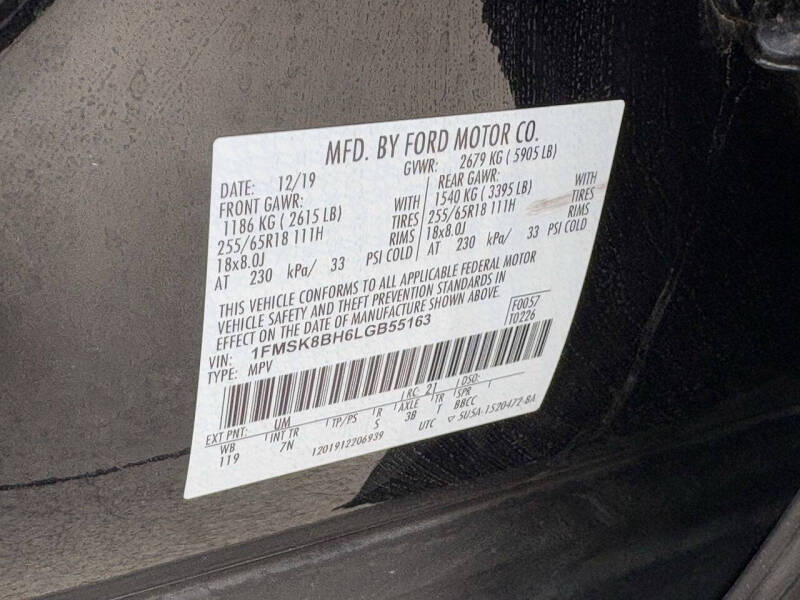 MFD. BY FORD MOTOR CO.
DATE: 12/19 GVWR: 2679 KG ( 5905 LB)
FRONT GAWR: REAR GAWR:
1186 KG ( 2615 LB) WITH 1540 KG ( 3395 LB) WITH
255/65R18 111H TIRES 255/65R18 111H TIRES
18x8.0J RIMS 18x8.0J RIMS
AT 230 kPa/ 33 PSI COLD AT 230 kPa/ 33 PSI COLD
THIS VEHICLE CONFORMS TO ALL APPLICABLE FEDERAL MOTOR
VEHICLE SAFETY AND THEFT PREVENTION STANDARDS IN
EFFECT ON THE DATE OF MANUFACTURE SHOWN ABOVE.
VIN: 1FMSK8BH6LGB55163 F0057
TYPE: MPV T0226
EXT PNT: UM RC: 21 DSO:
WB INT TR TP/PS R AXLE TR SPR
119 7N S 3B T BBCC
1201912206939 UTC ▽ 5USA-1520472-BA